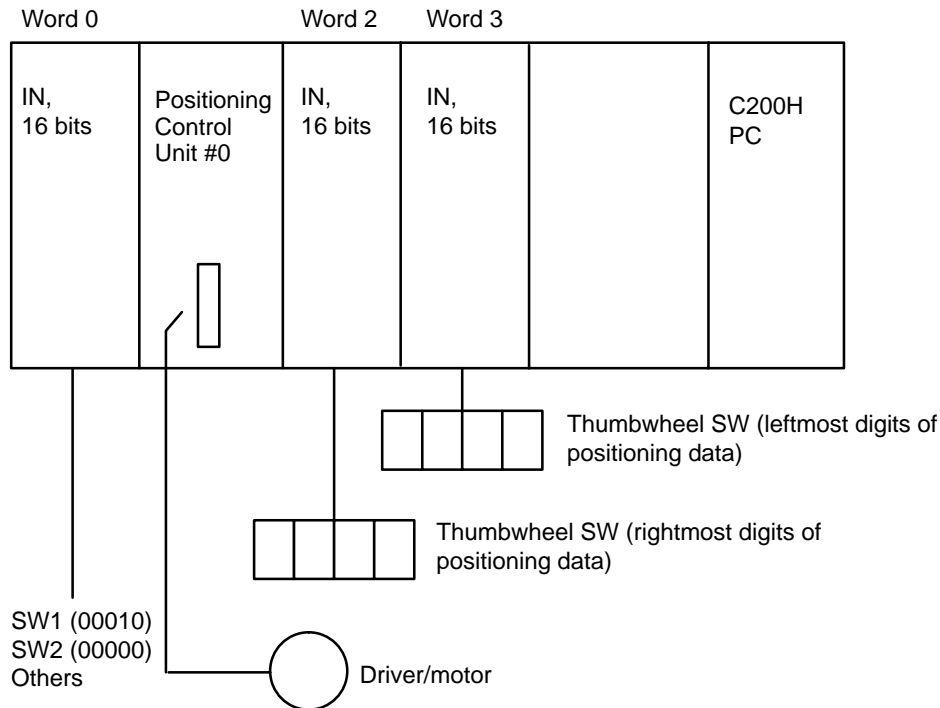 Word 0
Word 2
Word 3
IN,
16 bits
Positioning
Control
Unit #0
IN,
16 bits
IN,
16 bits
C200H
PC
Thumbwheel SW (leftmost digits of
positioning data)
Thumbwheel SW (rightmost digits of
positioning data)
SW1 (00010)
SW2 (00000)
Others
Driver/motor